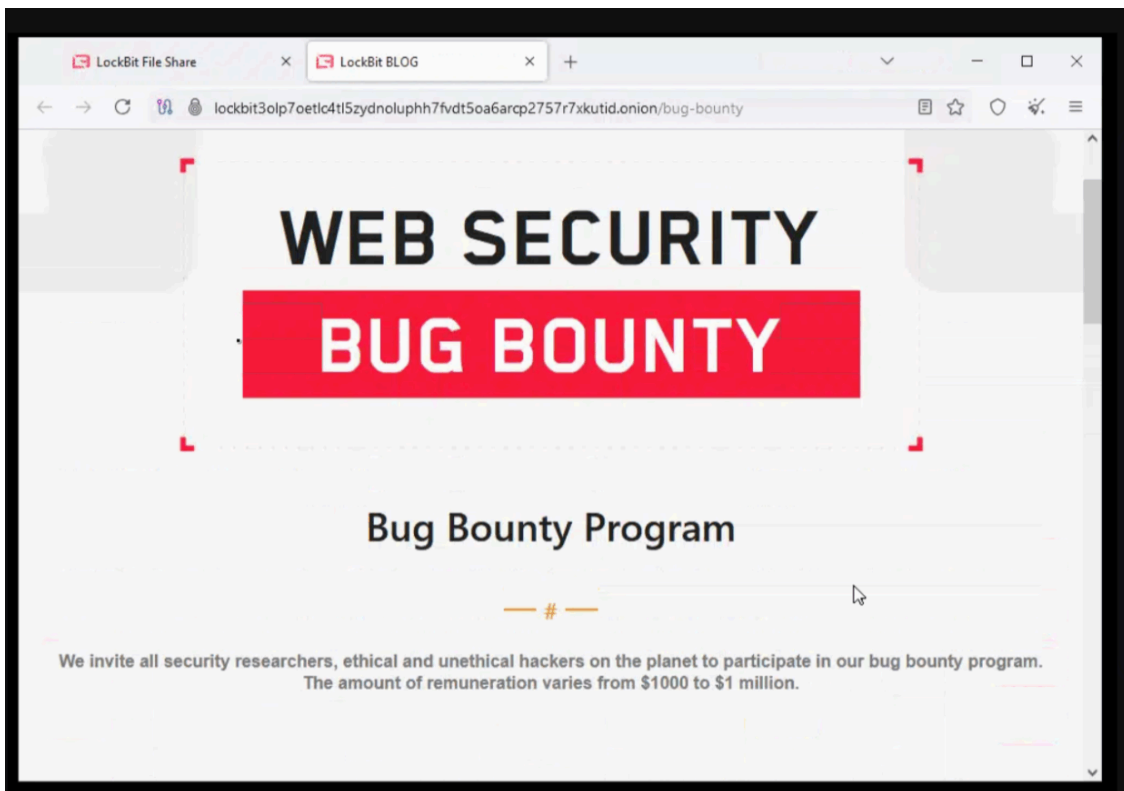 LockBit File Share
LockBit BLOG
lockbit3olp7oetlc4tl5zydnoluphh7fvdt5oa6arcp2757r7xkutid.onion/bug-bounty
WEB SECURITY
BUG BOUNTY
Bug Bounty Program
#
We invite all security researchers, ethical and unethical hackers on the planet to participate in our bug bounty program.
The amount of remuneration varies from $1000 to $1 million.